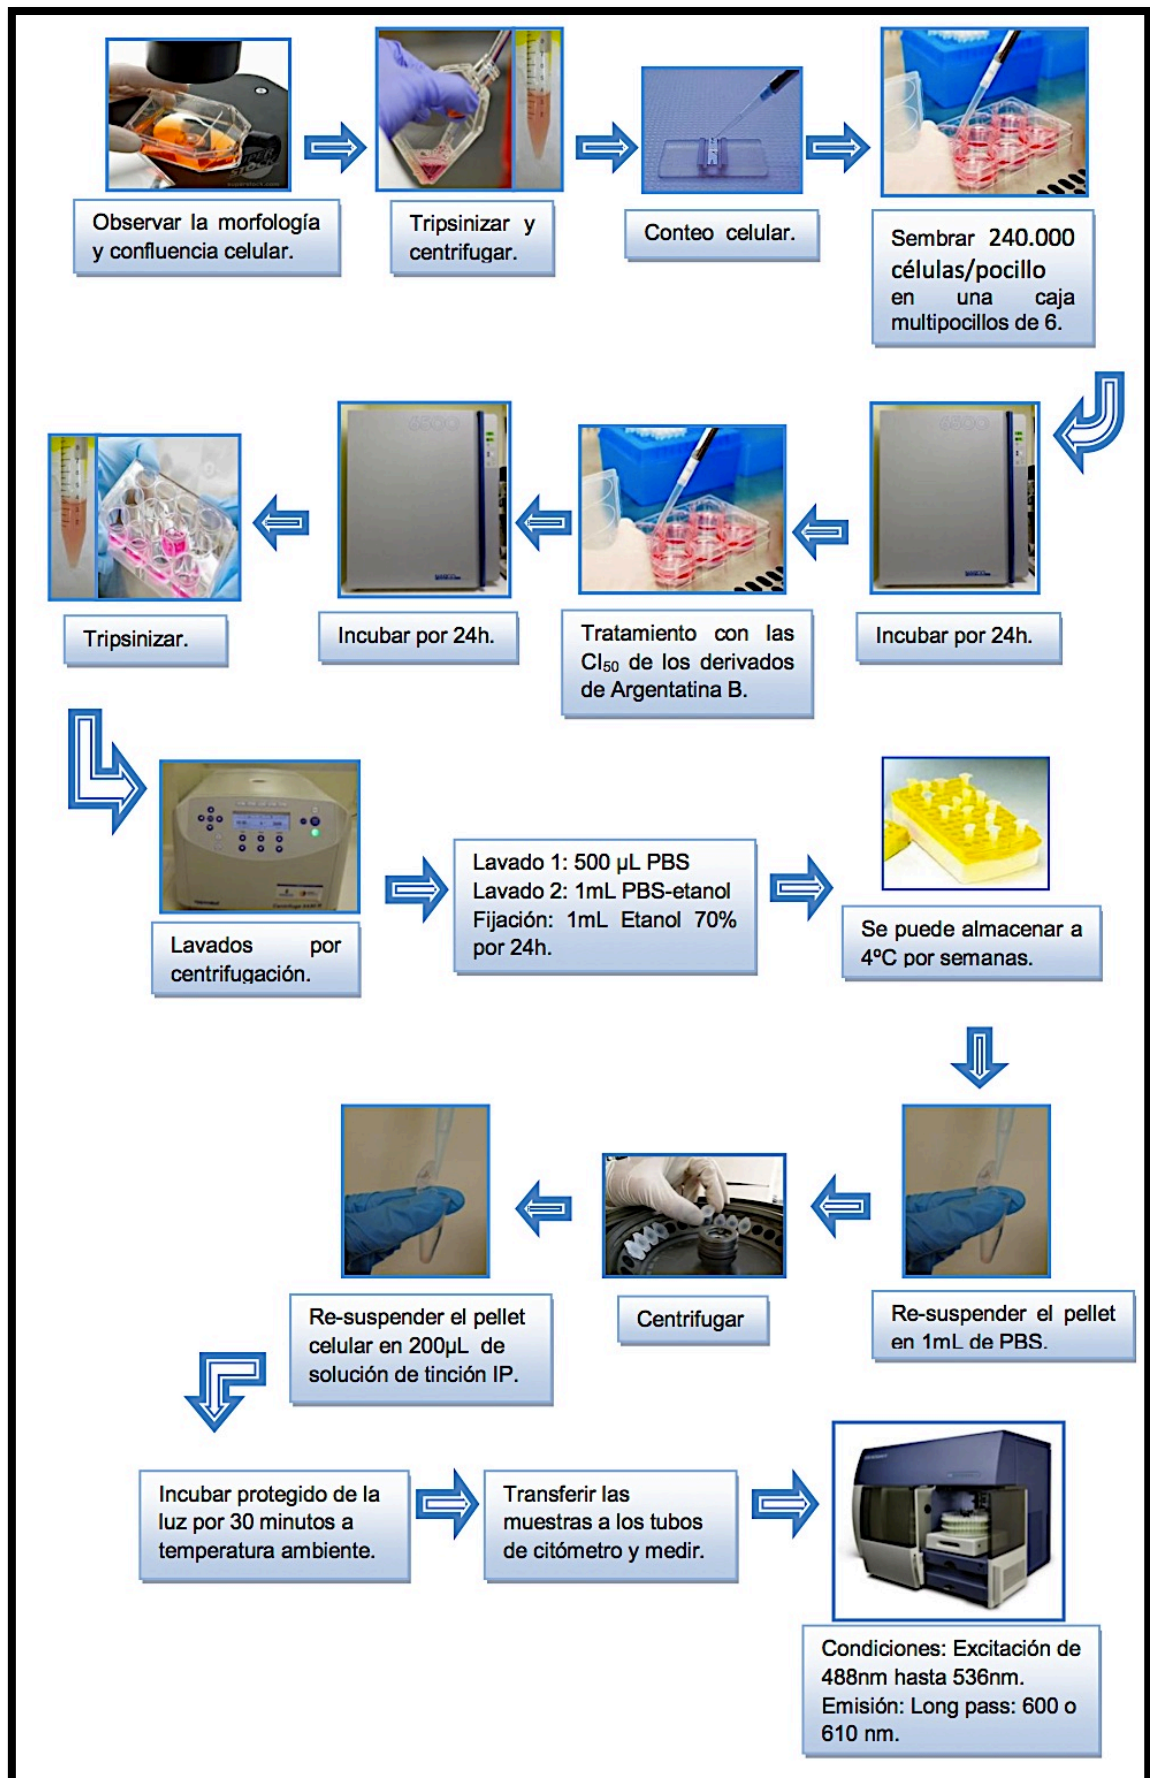 superstock.com
Observar la morfología
y confluencia celular.
Tripsinizar y
centrifugar.
Conteo celular.
Sembrar 240.000
células/pocillo
en una caja
multipocillos de 6.
6500
Incubar por 24h.
Tratamiento con las
CI₅₀ de los derivados
de Argentatina B.
6500
Incubar por 24h.
Tripsinizar.
Lavados por
centrifugación.
Lavado 1: 500 µL PBS
Lavado 2: 1mL PBS-etanol
Fijación: 1mL Etanol 70%
por 24h.
Se puede almacenar a
4ºC por semanas.
Re-suspender el pellet
en 1mL de PBS.
Centrifugar
Re-suspender el pellet
celular en 200µL de
solución de tinción IP.
Incubar protegido de la
luz por 30 minutos a
temperatura ambiente.
Transferir las
muestras a los tubos
de citómetro y medir.
Condiciones: Excitación de
488nm hasta 536nm.
Emisión: Long pass: 600 o
610 nm.